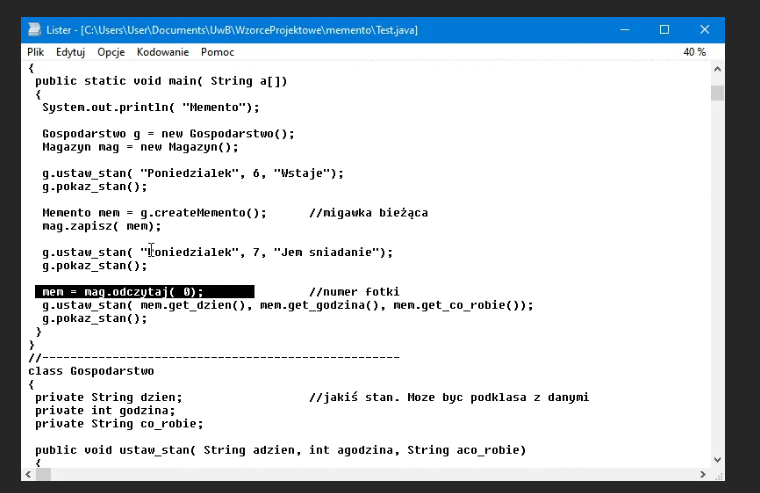 Lister - [C:\Users\User\Documents\UwB\WzorceProjektowe\memento\Test.java]
Plik Edytuj Opcje Kodowanie Pomoc 40 %
{
public static void main( String a[])
{
System.out.println( "Memento");
Gospodarstwo g = new Gospodarstwo();
Magazyn mag = new Magazyn();
g.ustaw_stan( "Poniedzialek", 6, "Wstaje");
g.pokaz_stan();
Memento mem = g.createMemento(); //migawka bieżąca
mag.zapisz( mem);
g.ustaw_stan( "Poniedzialek", 7, "Jem sniadanie");
g.pokaz_stan();
mem = mag.odczytaj( 0); //numer fotki
g.ustaw_stan( mem.get_dzien(), mem.get_godzina(), mem.get_co_robie());
g.pokaz_stan();
}
}
//---------------------------------------------------
class Gospodarstwo
{
private String dzien; //jakiś stan. Moze byc podklasa z danymi
private int godzina;
private String co_robie;
public void ustaw_stan( String adzien, int agodzina, String aco_robie)
{